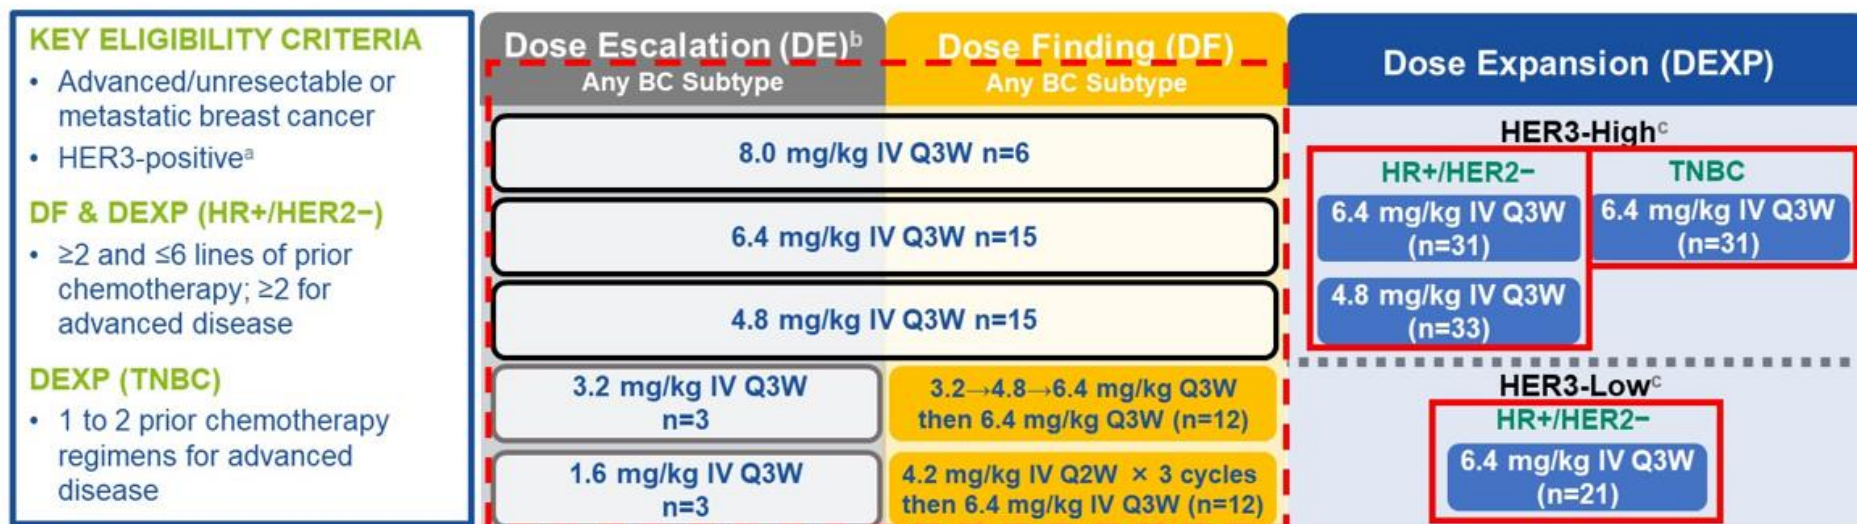 KEY ELIGIBILITY CRITERIA
• Advanced/unresectable or
metastatic breast cancer
• HER3-positiveᵃ
DF & DEXP (HR+/HER2−)
• ≥2 and ≤6 lines of prior
chemotherapy; ≥2 for
advanced disease
DEXP (TNBC)
• 1 to 2 prior chemotherapy
regimens for advanced
disease
Dose Escalation (DE)ᵇ
Any BC Subtype
Dose Finding (DF)
Any BC Subtype
8.0 mg/kg IV Q3W n=6
6.4 mg/kg IV Q3W n=15
4.8 mg/kg IV Q3W n=15
3.2 mg/kg IV Q3W
n=3
3.2→4.8→6.4 mg/kg Q3W
then 6.4 mg/kg Q3W (n=12)
1.6 mg/kg IV Q3W
n=3
4.2 mg/kg IV Q2W × 3 cycles
then 6.4 mg/kg IV Q3W (n=12)
Dose Expansion (DEXP)
HER3-Highᶜ
HR+/HER2−
6.4 mg/kg IV Q3W
(n=31)
4.8 mg/kg IV Q3W
(n=33)
TNBC
6.4 mg/kg IV Q3W
(n=31)
HER3-Lowᶜ
HR+/HER2−
6.4 mg/kg IV Q3W
(n=21)